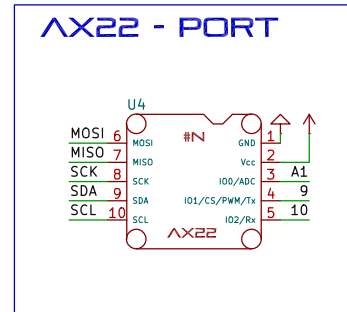 AX22 - PORT
U4
MOSI 6 MOSI #N GND 1
MISO 7 MISO Vcc 2
SCK 8 SCK IO0/ADC 3 A1
SDA 9 SDA IO1/CS/PWM/Tx 4 9
SCL 10 SCL IO2/Rx 5 10
AX22